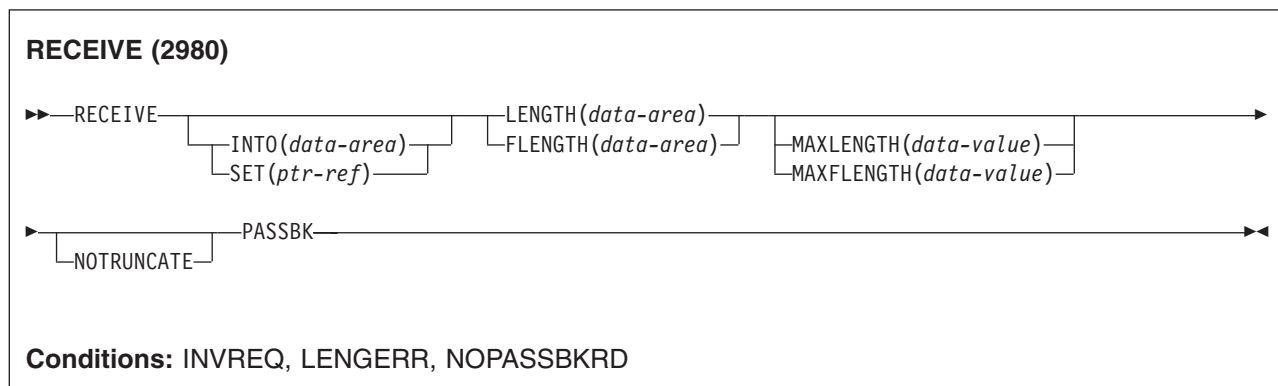 RECEIVE (2980)
RECEIVE LENGTH(data-area)
INTO(data-area) FLENGTH(data-area) MAXLENGTH(data-value)
SET(ptr-ref) MAXFLENGTH(data-value)
PASSBK
NOTRUNCATE
Conditions: INVREQ, LENGERR, NOPASSBKRD